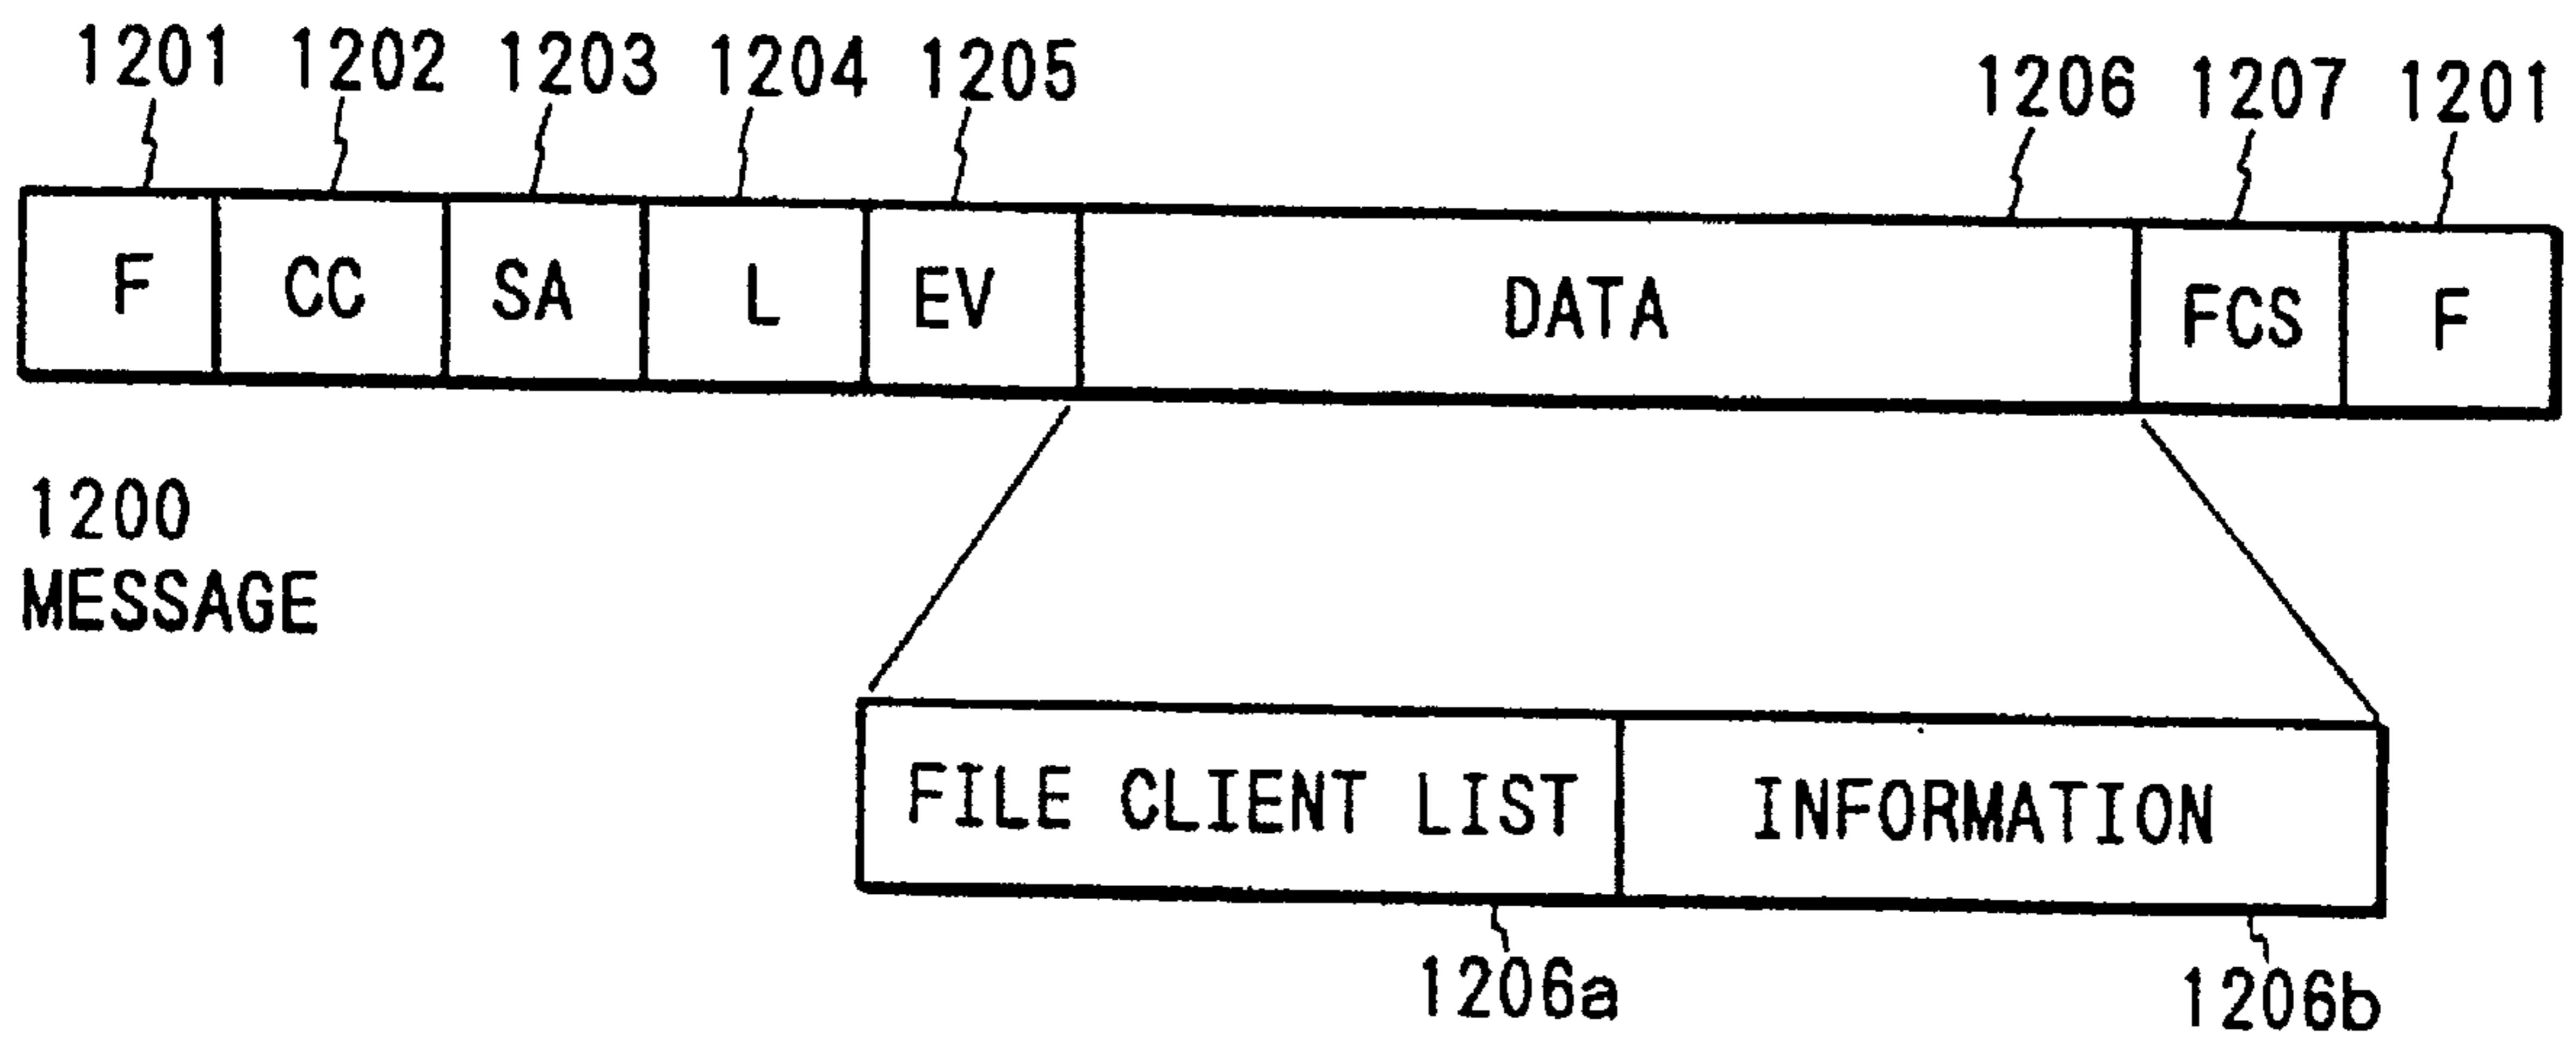 1201 1202 1203 1204 1205 1206 1207 1201
F CC SA L EV DATA FCS F
1200
MESSAGE
FILE CLIENT LIST INFORMATION
1206a 1206b